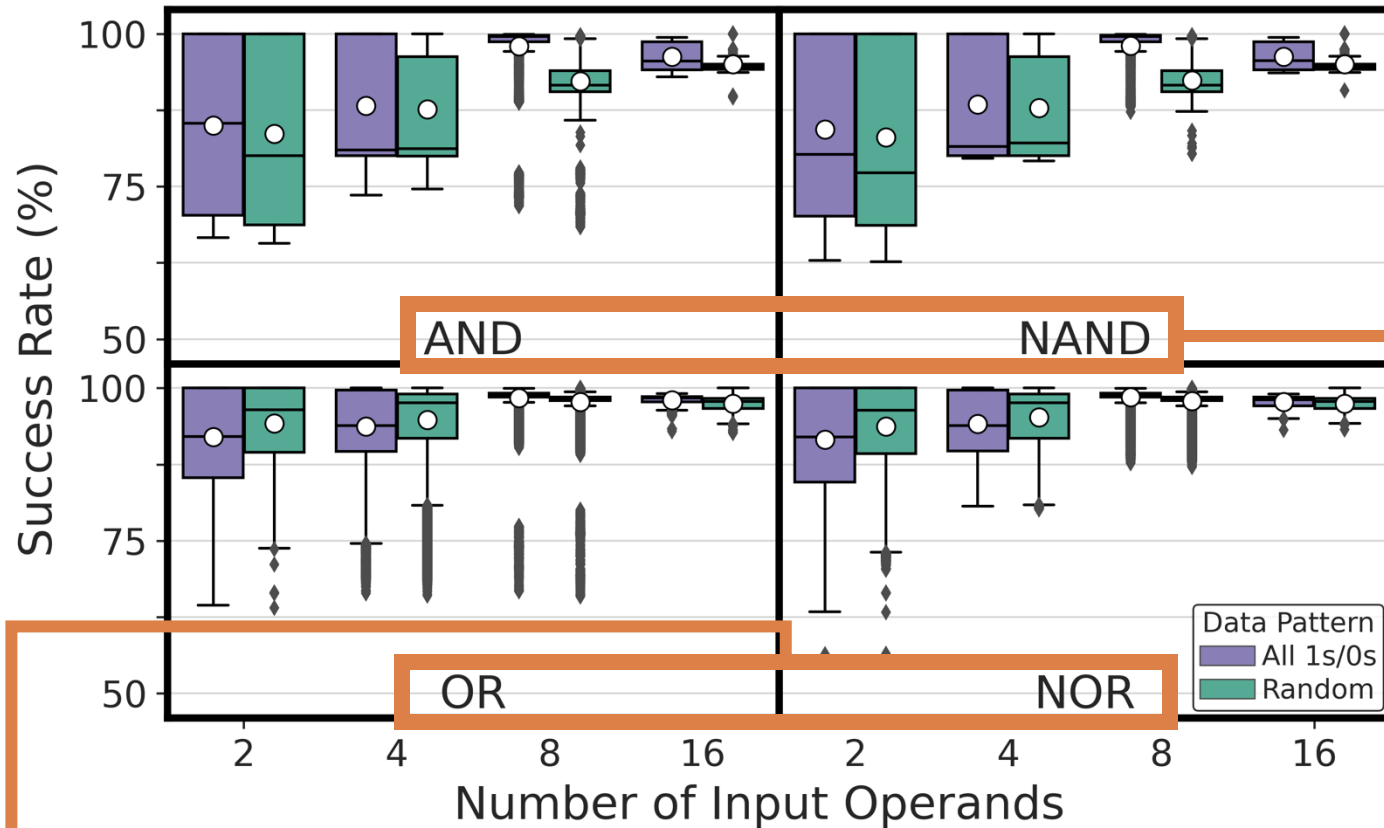 Success Rate (%)
100
75
50
AND
NAND
100
75
50
OR
NOR
Data Pattern
All 1s/0s
Random
2 4 8 16 2 4 8 16
Number of Input Operands